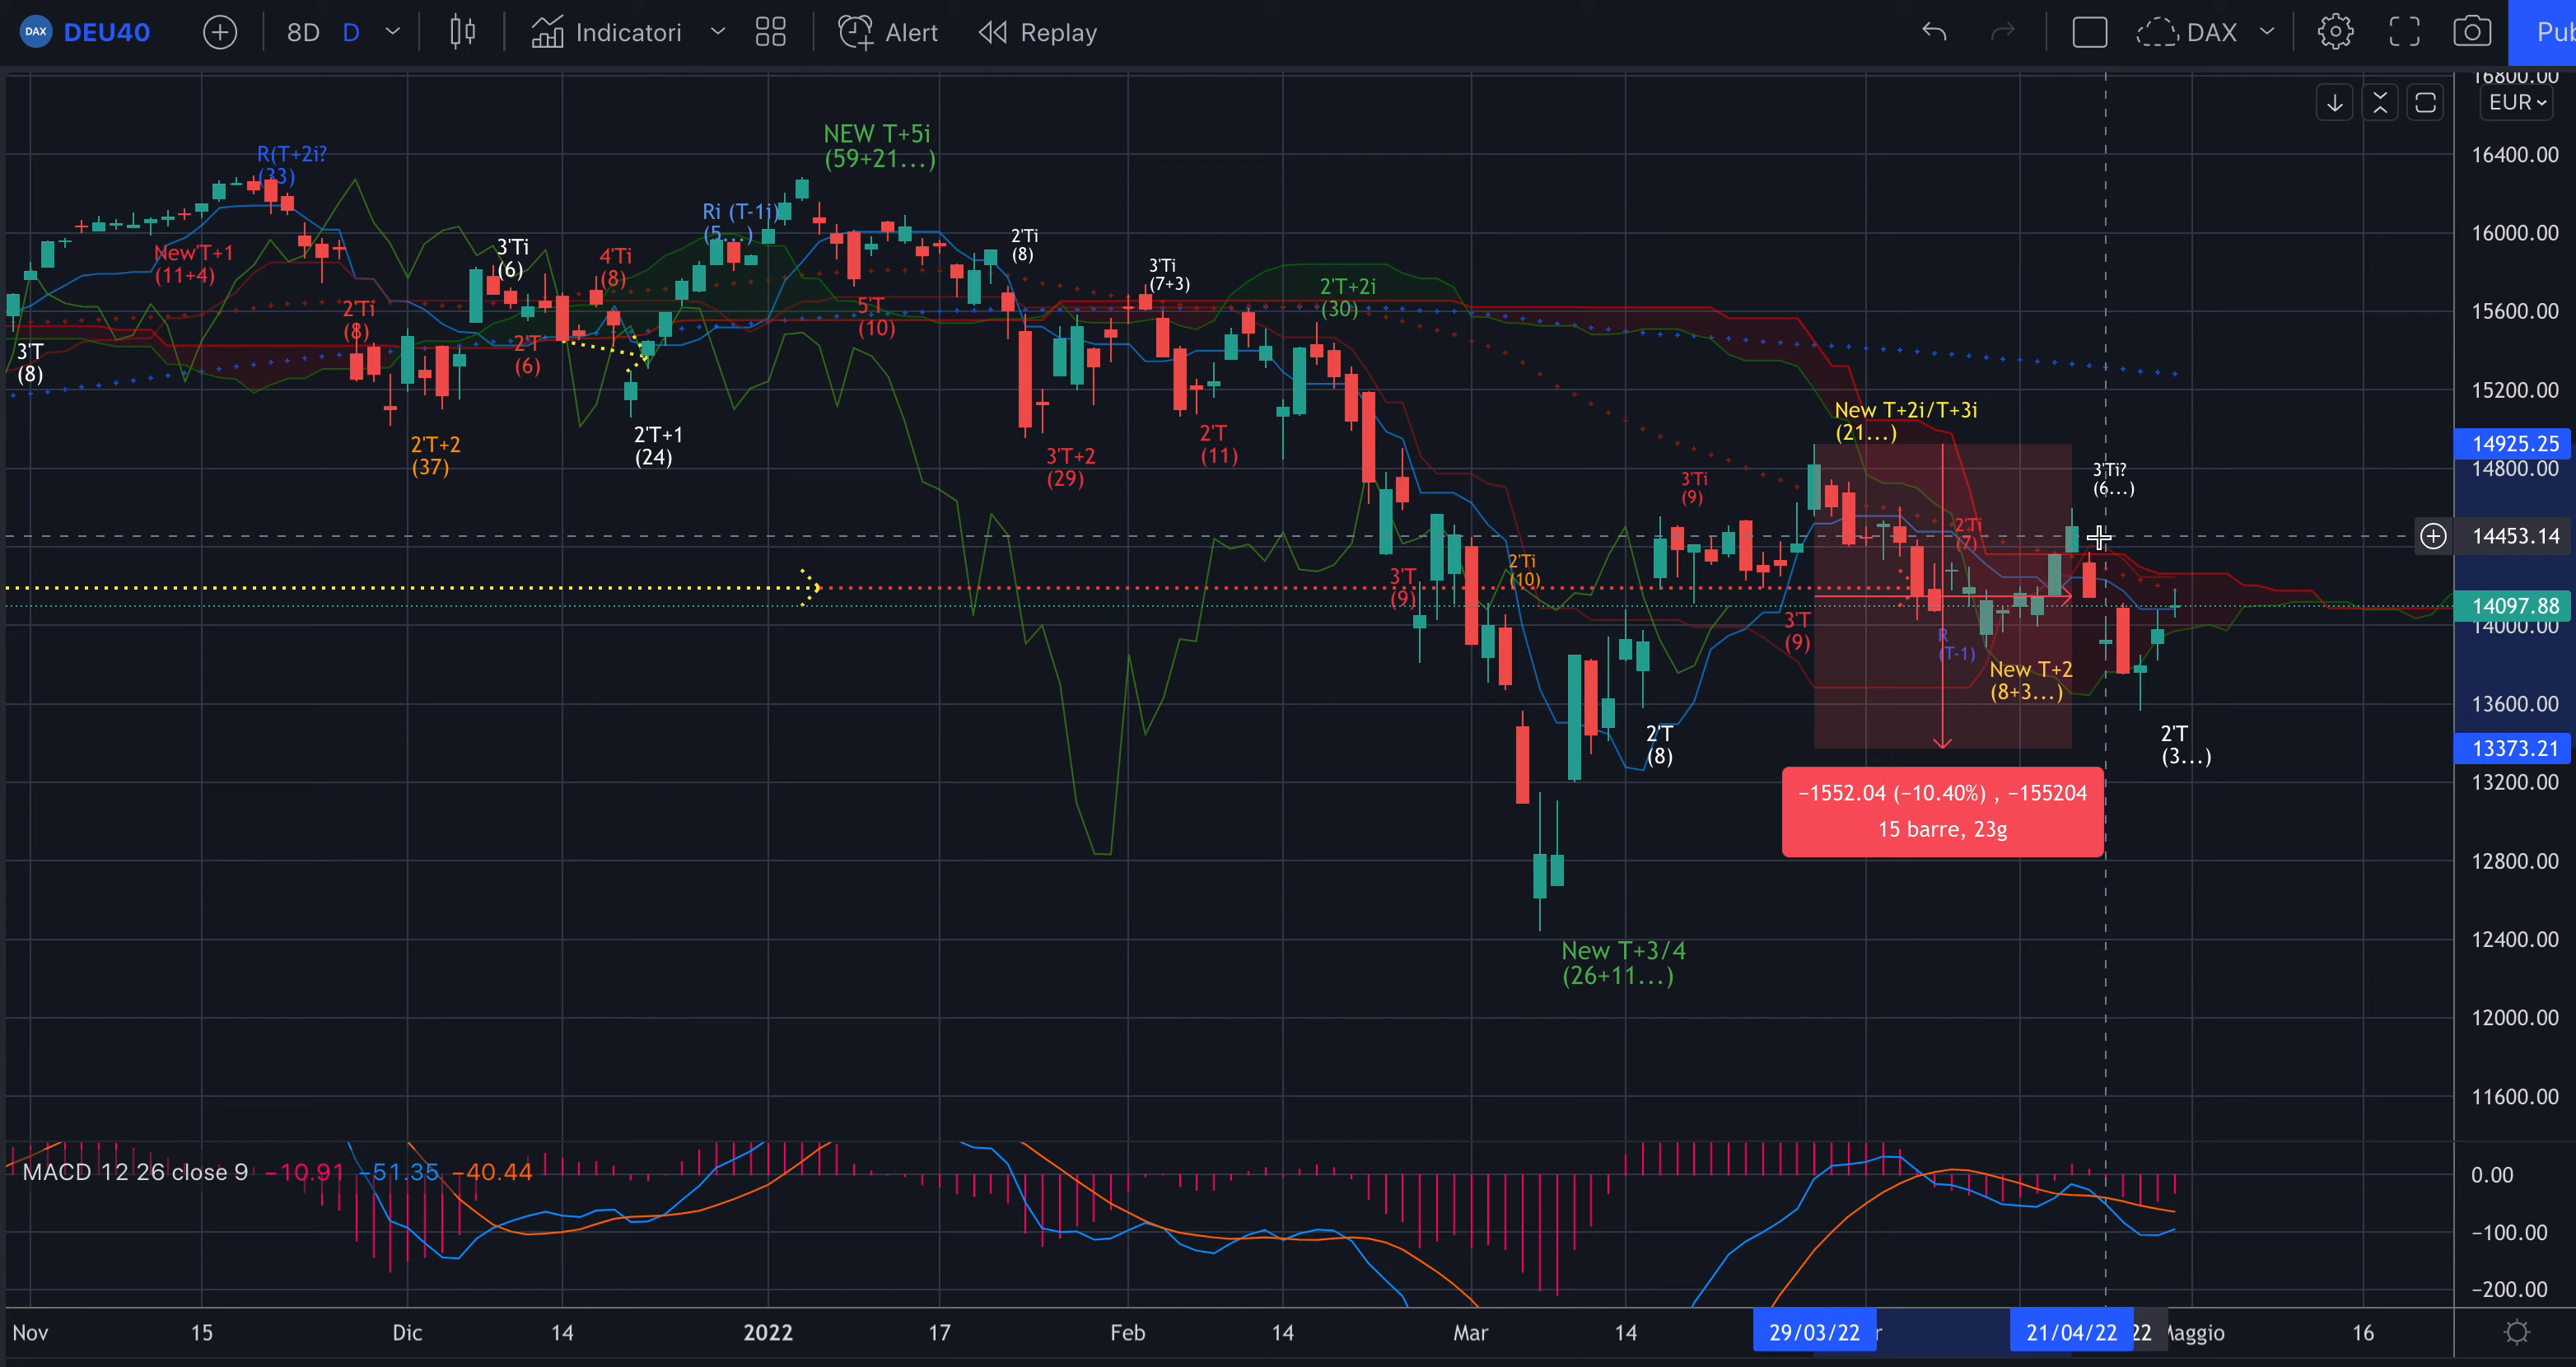 DAX DEU40 8D D Indicatori Alert Replay DAX Pub
16800.00
EUR
NEW T+5i
(59+21...)
R(T+2i?
(33)
16400.00
Ri (T-1i)
(5...)
16000.00
New T+1
(11+4)
3'Ti
(6)
4'Ti
(8)
2'Ti
(8)
3'Ti
(7+3)
2'T+2i
(30)
2'Ti
(8)
5'T
(10)
15600.00
3'T
(8)
2'T
(6)
15200.00
New T+2i/T+3i
(21...)
2'T+2
(37)
2'T+1
(24)
3'T+2
(29)
2'T
(11)
14925.25
14800.00
3'Ti
(9)
3'Ti?
(6...)
2'Ti
(7)
14453.14
2'Ti
(10)
3'T
(9)
14097.88
14000.00
3'T
(9)
R
(T-1)
New T+2
(8+3...)
13600.00
2'T
(8)
2'T
(3...)
13373.21
13200.00
−1552.04 (−10.40%) , −155204
15 barre, 23g
12800.00
New T+3/4
(26+11...)
12400.00
12000.00
11600.00
MACD 12 26 close 9 −10.91 −51.35 −40.44
0.00
−100.00
−200.00
Nov 15 Dic 14 2022 17 Feb 14 Mar 14 29/03/22 r 21/04/22 22 Maggio 16